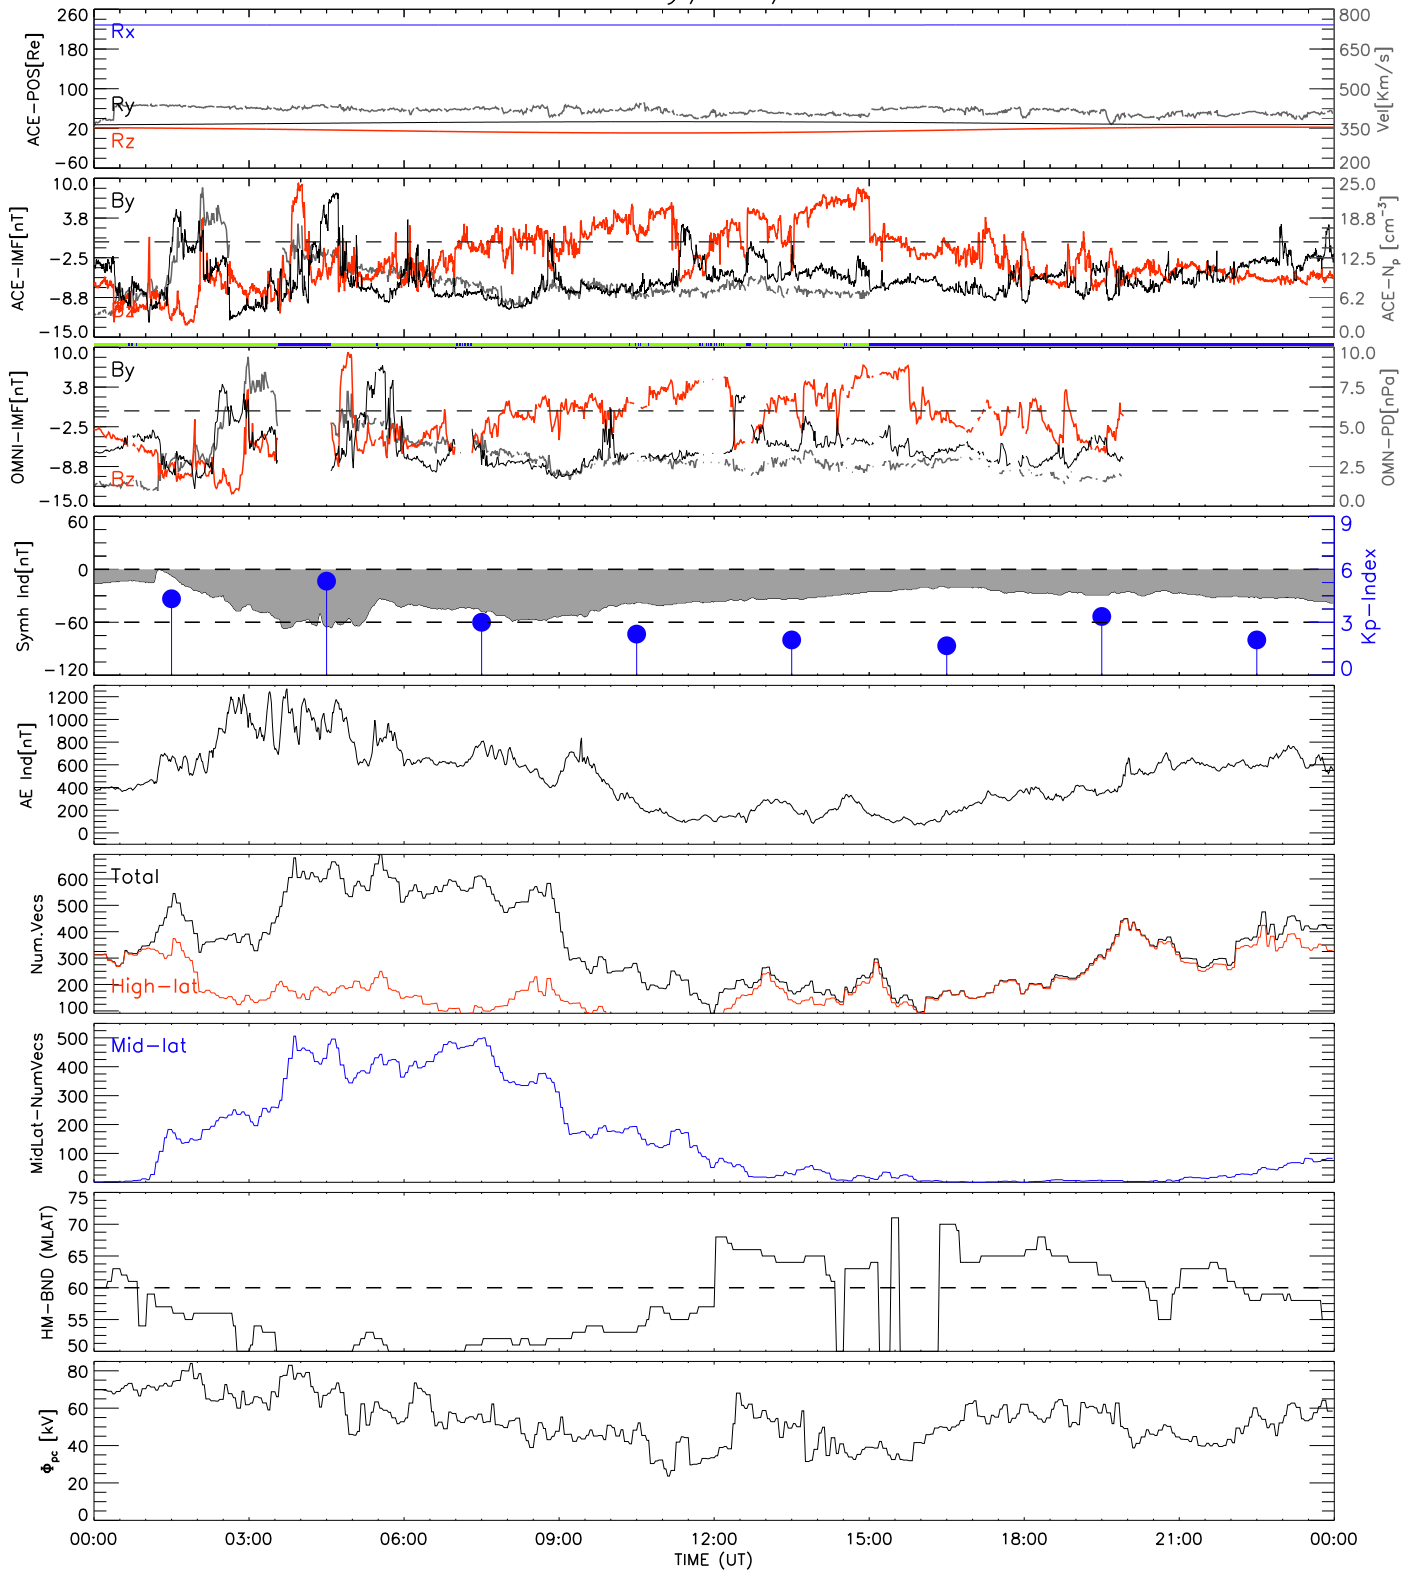 260
180
100
20
-60
ACE-POS[Re]
Rx
Ry
Rz
800
650
500
350
200
Vel[Km/s]
10.0
3.8
-2.5
-8.8
-15.0
ACE-IMF[nT]
By
Bz
25.0
18.8
12.5
6.2
0.0
ACE-Np [cm⁻³]
10.0
3.8
-2.5
-8.8
-15.0
OMNI-IMF[nT]
By
Bz
10.0
7.5
5.0
2.5
0.0
OMN-PD[nPa]
60
0
-60
-120
Symh Ind[nT]
9
6
3
0
Kp-Index
1200
1000
800
600
400
200
0
AE Ind[nT]
600
500
400
300
200
100
Num.Vecs
Total
High-lat
500
400
300
200
100
0
MidLat-NumVecs
Mid-lat
75
70
65
60
55
50
HM-BND (MLAT)
80
60
40
20
0
Φpc [kV]
00:00 03:00 06:00 09:00 12:00 15:00 18:00 21:00 00:00
TIME (UT)